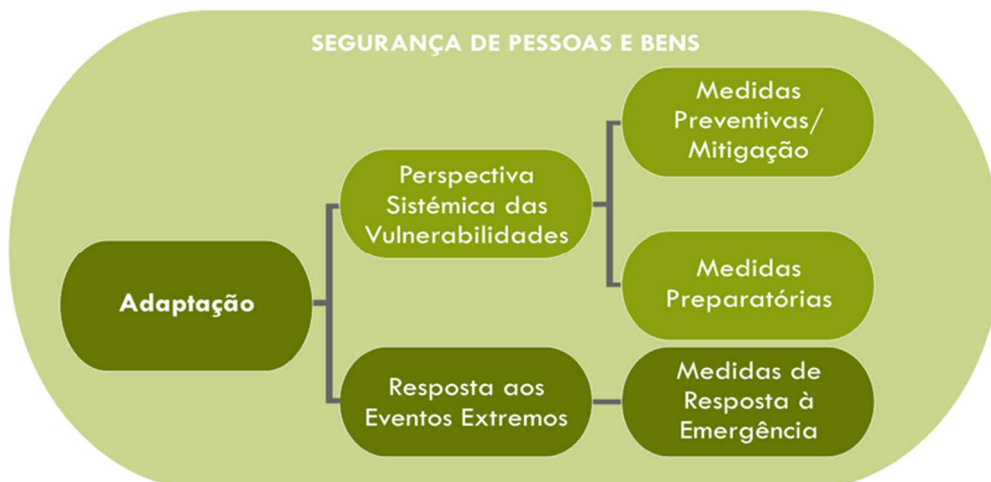 SEGURANÇA DE PESSOAS E BENS
Medidas
Preventivas/
Mitigação
Perspectiva
Sistémica das
Vulnerabilidades
Medidas
Preparatórias
Adaptação
Resposta aos
Eventos Extremos
Medidas de
Resposta à
Emergência